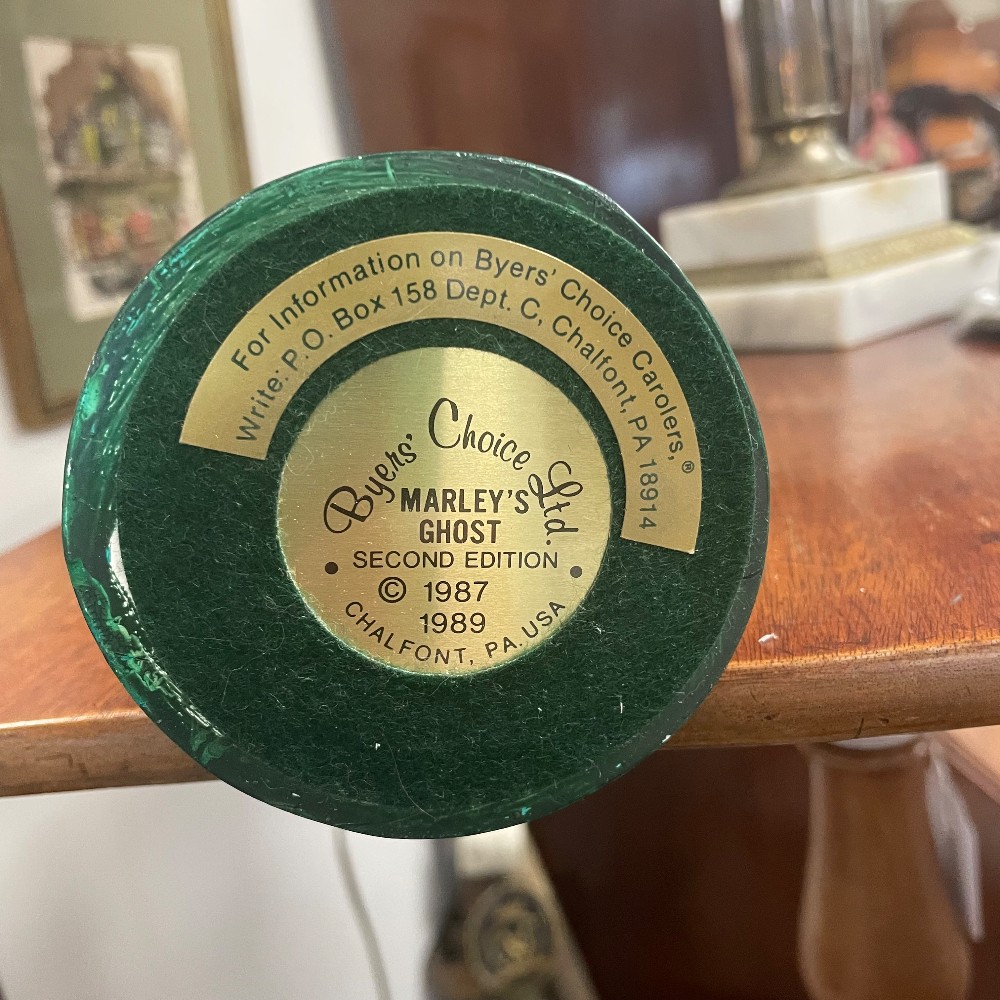 For Information on Byers' Choice Carolers,®
Write: P.O. Box 158 Dept. C, Chalfont, PA 18914
Byers' Choice Ltd.
MARLEY'S
GHOST
• SECOND EDITION •
© 1987
1989
CHALFONT, PA. USA